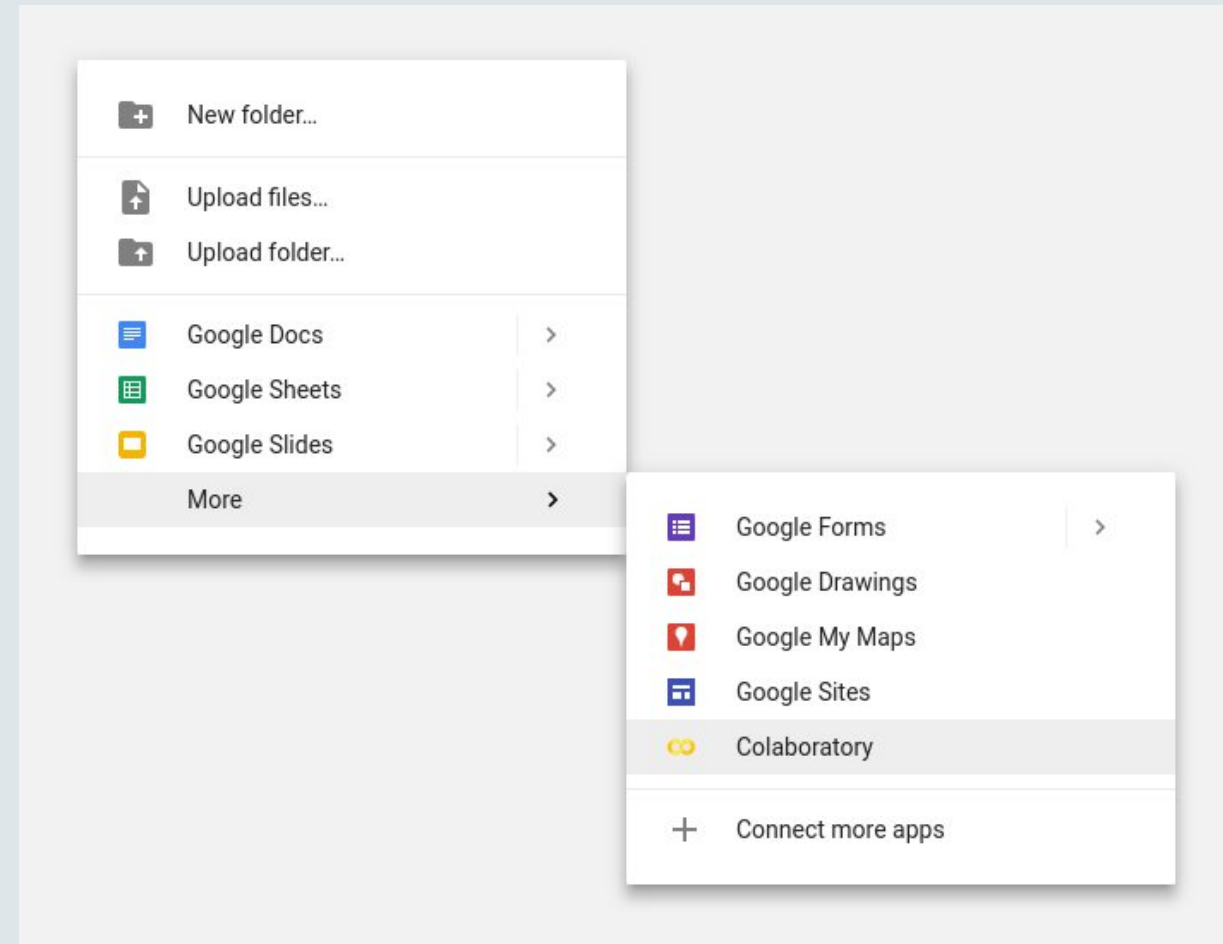 New folder...
Upload files...
Upload folder...
Google Docs
Google Sheets
Google Slides
More
Google Forms
Google Drawings
Google My Maps
Google Sites
Colaboratory
Connect more apps